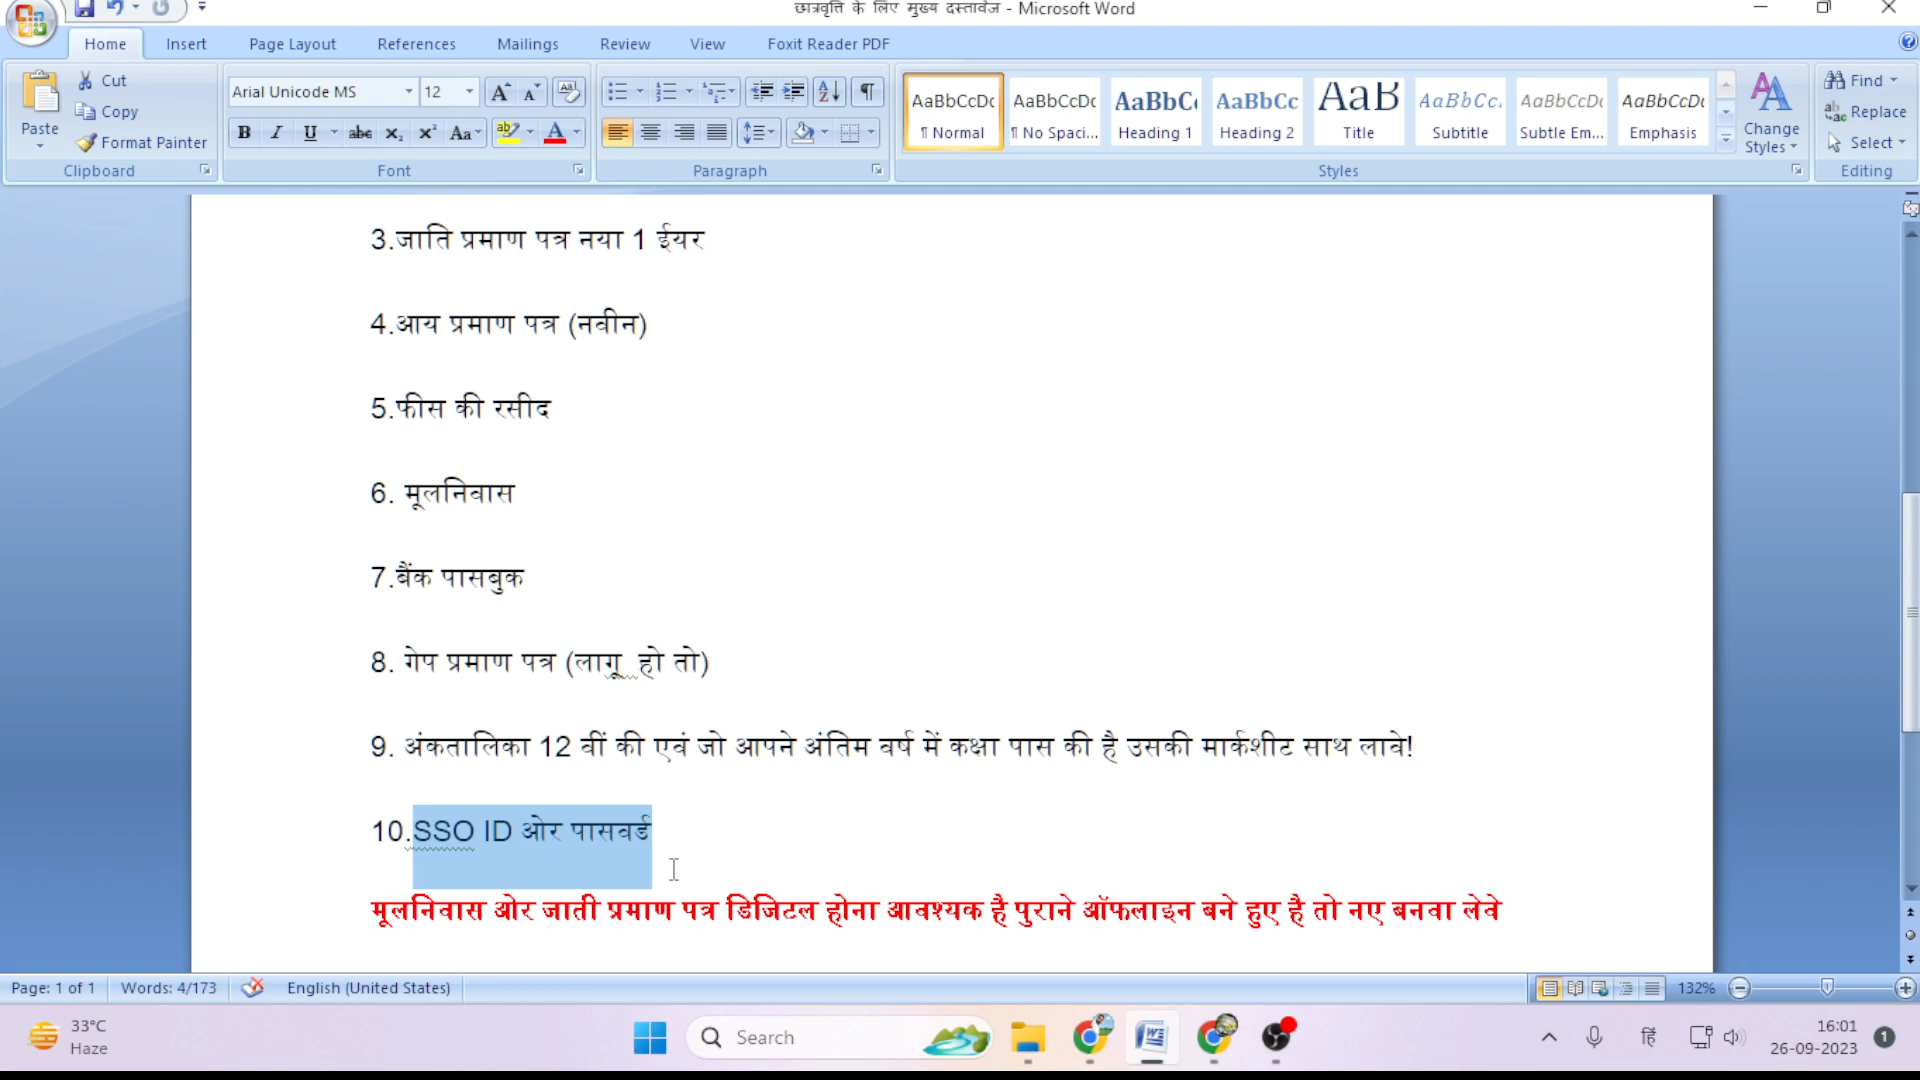 छात्रवृत्ति के लिए मुख्य दस्तावेज - Microsoft Word
Home Insert Page Layout References Mailings Review View Foxit Reader PDF
Paste Cut Copy Format Painter Clipboard
Arial Unicode MS 12 Font
Paragraph
AaBbCcDc ¶ Normal AaBbCcDc ¶ No Spaci... AaBbC Heading 1 AaBbCc Heading 2 AaB Title AaBbCc. Subtitle AaBbCcDc Subtle Em... AaBbCcDc Emphasis Change Styles Styles
Find Replace Select Editing
3.जाति प्रमाण पत्र नया 1 ईयर
4.आय प्रमाण पत्र (नवीन)
5.फीस की रसीद
6. मूलनिवास
7.बैंक पासबुक
8. गेप प्रमाण पत्र (लागू हो तो)
9. अंकतालिका 12 वीं की एवं जो आपने अंतिम वर्ष में कक्षा पास की है उसकी मार्कशीट साथ लावे!
10.SSO ID ओर पासवर्ड
मूलनिवास ओर जाती प्रमाण पत्र डिजिटल होना आवश्यक है पुराने ऑफलाइन बने हुए है तो नए बनवा लेवे
Page: 1 of 1 Words: 4/173 English (United States) 132%
33°C
Haze
Search
हिं
16:01
26-09-2023
1